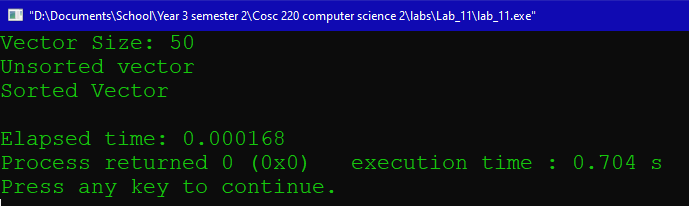 "D:\Documents\School\Year 3 semester 2\Cosc 220 computer science 2\labs\Lab_11\lab_11.exe"
Vector Size: 50
Unsorted vector
Sorted Vector
Elapsed time: 0.000168
Process returned 0 (0x0)   execution time : 0.704 s
Press any key to continue.